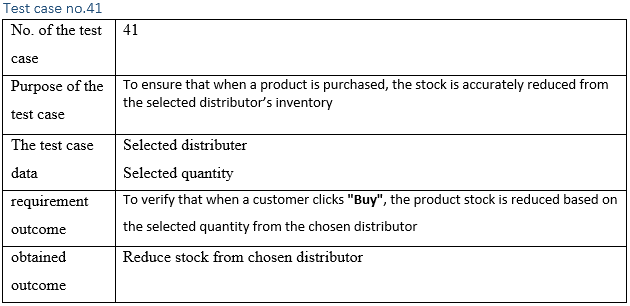 Test case no.41
No. of the test 41
case
Purpose of the To ensure that when a product is purchased, the stock is accurately reduced from
test case the selected distributor’s inventory
The test case Selected distributer
data Selected quantity
requirement To verify that when a customer clicks "Buy", the product stock is reduced based on
outcome the selected quantity from the chosen distributor
obtained Reduce stock from chosen distributor
outcome